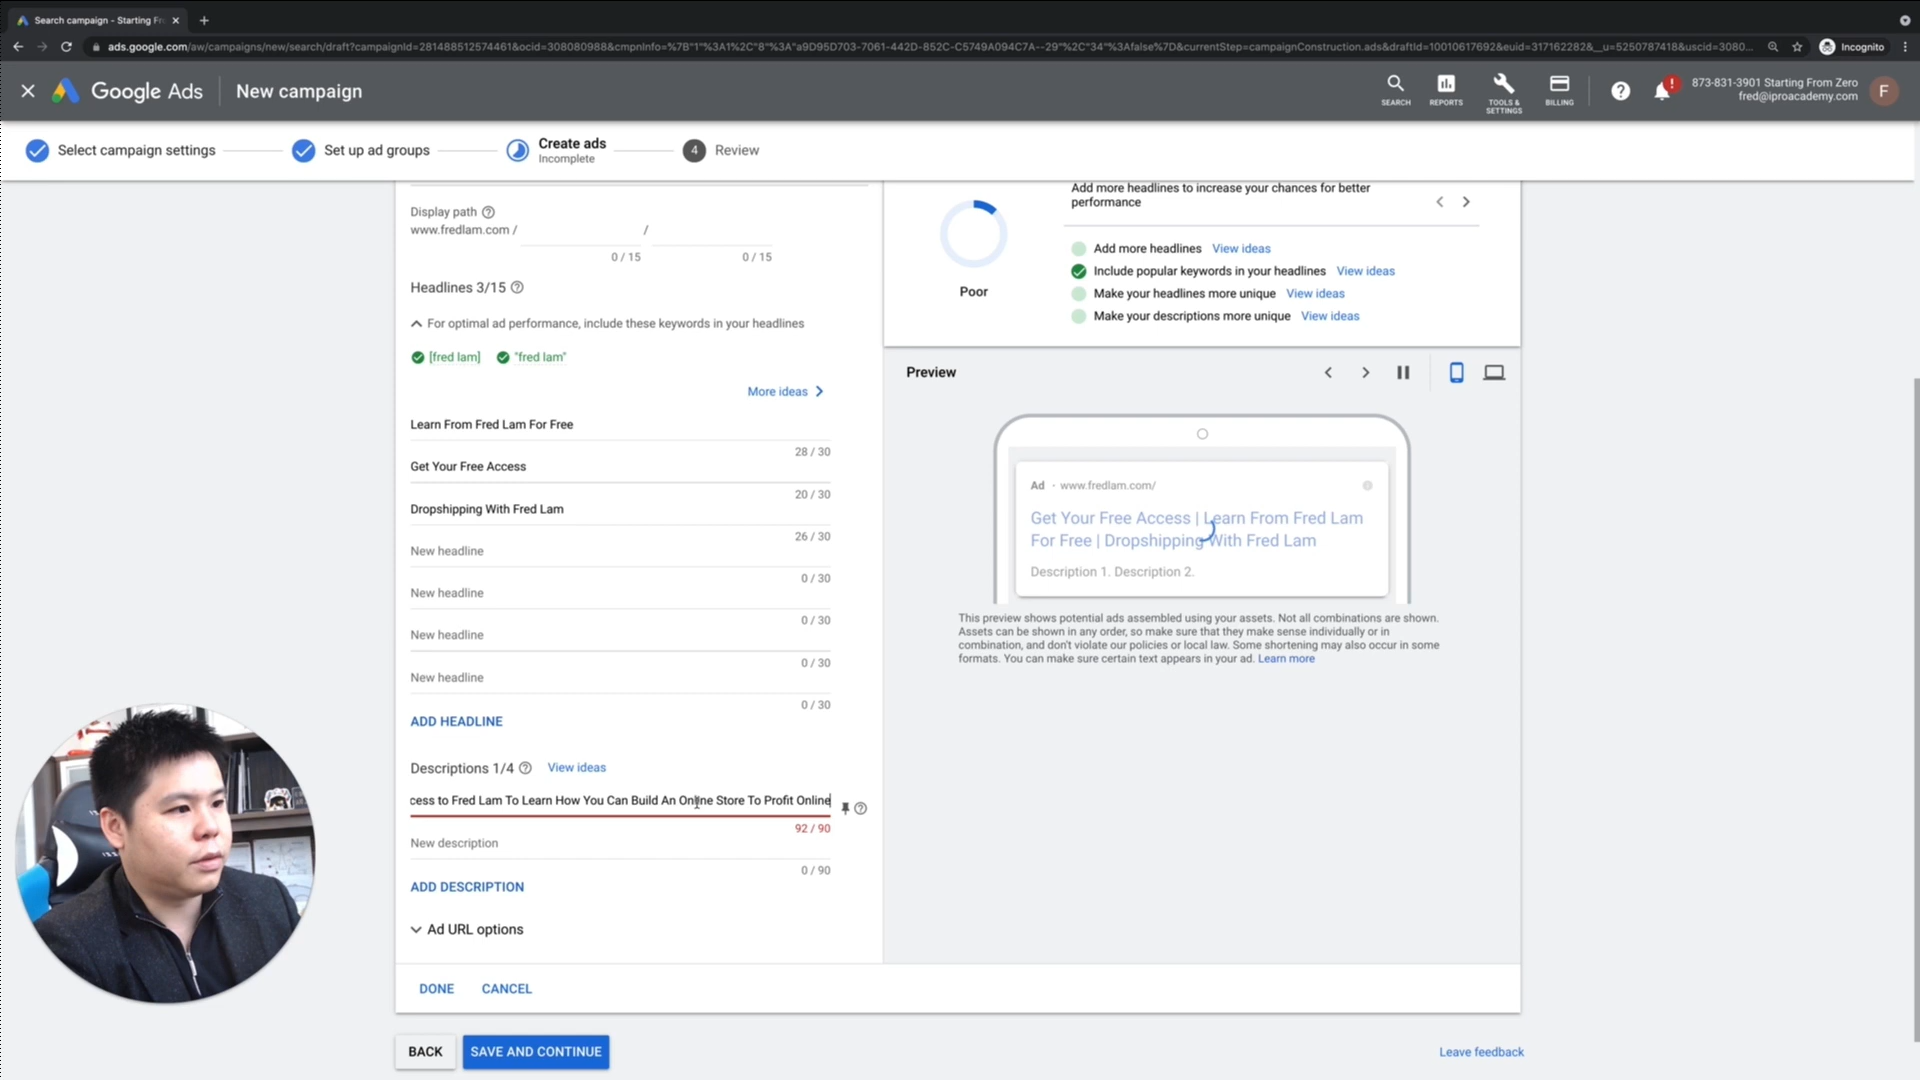 Search campaign - Starting Fr
ads.google.com/aw/campaigns/new/search/draft?campaignId=281488512574461&ocid=308080988&cmpnInfo=%7B"1"%3A1%2C"8"%3A"a9D95D703-7061-442D-852C-C5749A094C7A--29"%2C"34"%3Afalse%7D&currentStep=campaignConstruction.ads&draftId=10010617692&euid=317162282&__u=5250787418&uscid=3080...
Incognito
Google Ads
New campaign
SEARCH
REPORTS
TOOLS &
SETTINGS
BILLING
873-831-3901 Starting From Zero
fred@iproacademy.com
F
Select campaign settings
Set up ad groups
Create ads
Incomplete
4
Review
Display path
www.fredlam.com /
/
0 / 15
0 / 15
Headlines 3/15
For optimal ad performance, include these keywords in your headlines
[fred lam]
"fred lam"
More ideas
Learn From Fred Lam For Free
28 / 30
Get Your Free Access
20 / 30
Dropshipping With Fred Lam
26 / 30
New headline
0 / 30
New headline
0 / 30
New headline
0 / 30
New headline
0 / 30
ADD HEADLINE
Descriptions 1/4
View ideas
cess to Fred Lam To Learn How You Can Build An Online Store To Profit Online
92 / 90
New description
0 / 90
ADD DESCRIPTION
Ad URL options
DONE
CANCEL
BACK
SAVE AND CONTINUE
Poor
Add more headlines to increase your chances for better
performance
Add more headlines
View ideas
Include popular keywords in your headlines
View ideas
Make your headlines more unique
View ideas
Make your descriptions more unique
View ideas
Preview
Ad · www.fredlam.com/
Get Your Free Access | Learn From Fred Lam
For Free | Dropshipping With Fred Lam
Description 1. Description 2.
This preview shows potential ads assembled using your assets. Not all combinations are shown.
Assets can be shown in any order, so make sure that they make sense individually or in
combination, and don't violate our policies or local law. Some shortening may also occur in some
formats. You can make sure certain text appears in your ad. Learn more
Leave feedback